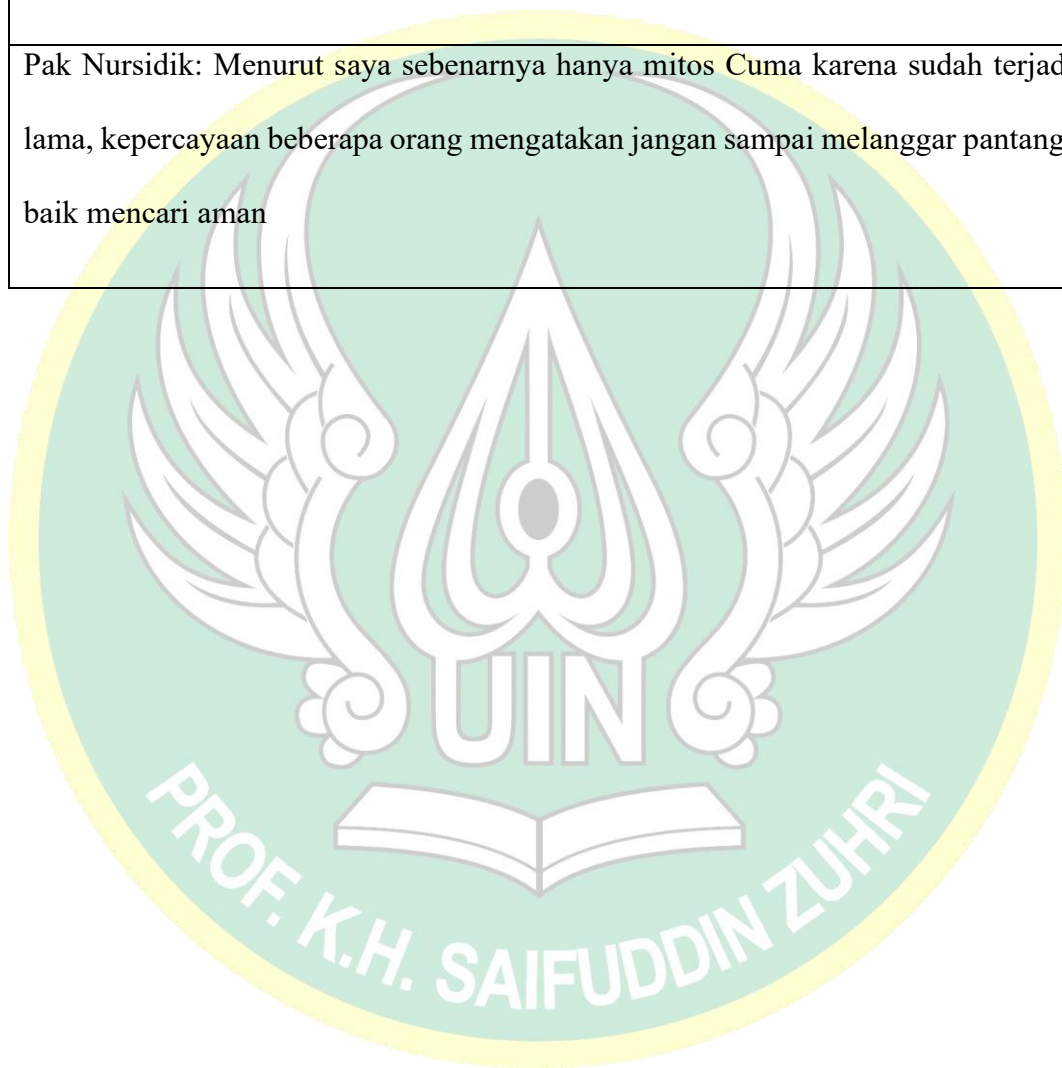 Pak Nursidik: Menurut saya sebenarnya hanya mitos Cuma karena sudah terjad
lama, kepercayaan beberapa orang mengatakan jangan sampai melanggar pantang
baik mencari aman
UIN
PROF. K.H. SAIFUDDIN ZUHRI